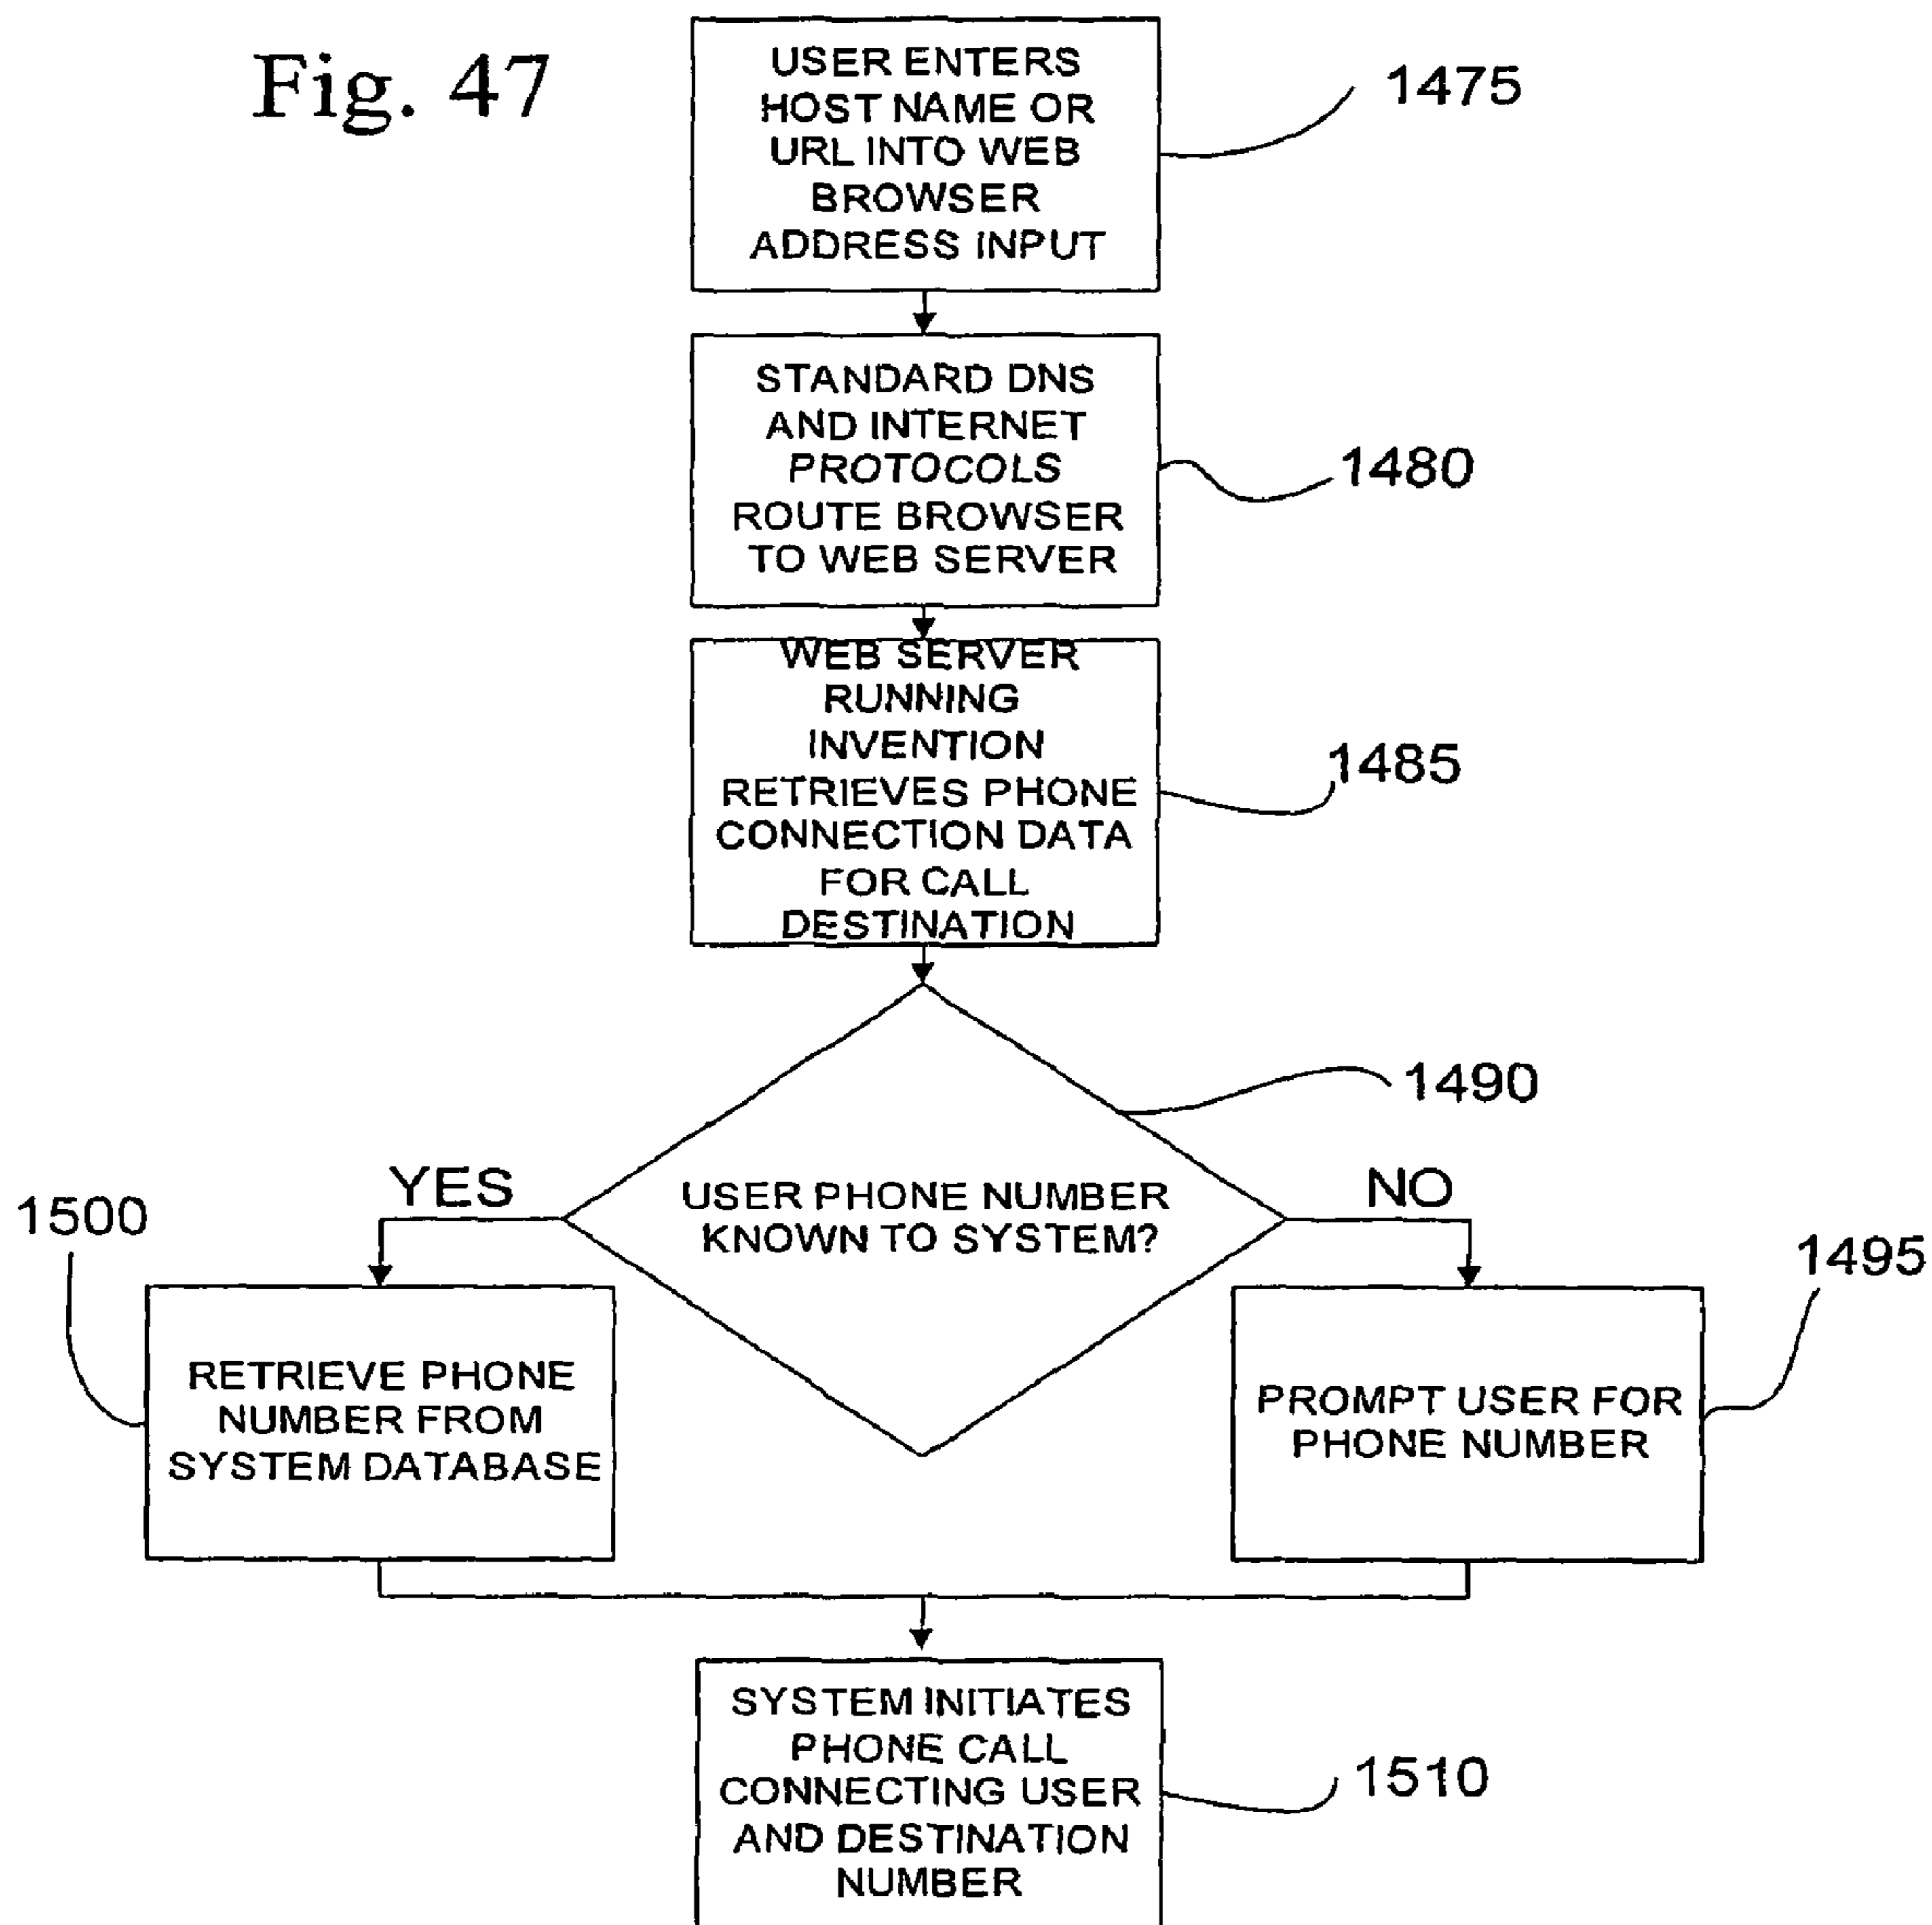 Fig. 47
USER ENTERS
HOST NAME OR
URL INTO WEB
BROWSER
ADDRESS INPUT
1475
STANDARD DNS
AND INTERNET
PROTOCOLS
ROUTE BROWSER
TO WEB SERVER
1480
WEB SERVER
RUNNING
INVENTION
RETRIEVES PHONE
CONNECTION DATA
FOR CALL
DESTINATION
1485
1490
USER PHONE NUMBER
KNOWN TO SYSTEM?
YES
NO
1500
RETRIEVE PHONE
NUMBER FROM
SYSTEM DATABASE
1495
PROMPT USER FOR
PHONE NUMBER
SYSTEM INITIATES
PHONE CALL
CONNECTING USER
AND DESTINATION
NUMBER
1510